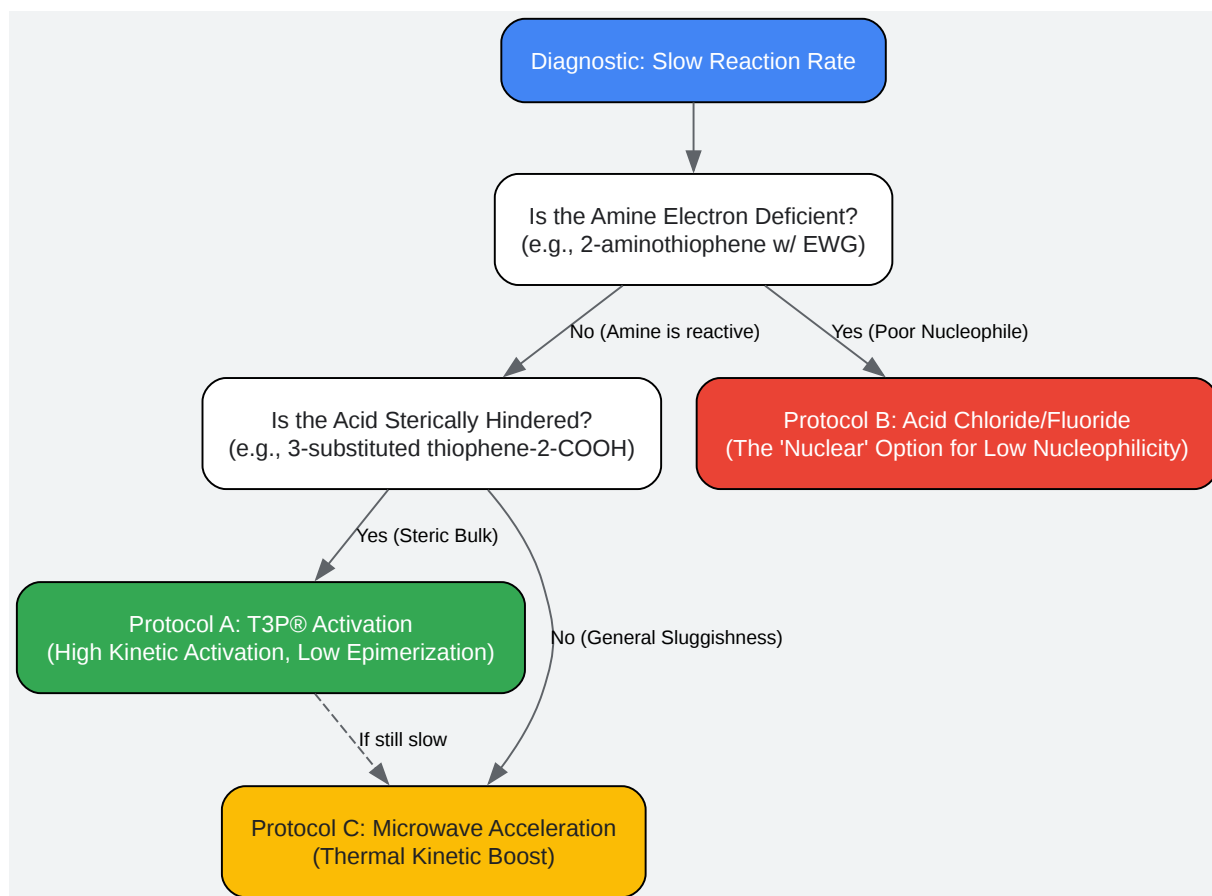 Diagnostic: Slow Reaction Rate
Is the Amine Electron Deficient?
(e.g., 2-aminothiophene w/ EWG)
No (Amine is reactive)
Yes (Poor Nucleophile)
Is the Acid Sterically Hindered?
(e.g., 3-substituted thiophene-2-COOH)
Protocol B: Acid Chloride/Fluoride
(The 'Nuclear' Option for Low Nucleophilicity)
Yes (Steric Bulk)
Protocol A: T3P® Activation
(High Kinetic Activation, Low Epimerization)
No (General Sluggishness)
If still slow
Protocol C: Microwave Acceleration
(Thermal Kinetic Boost)